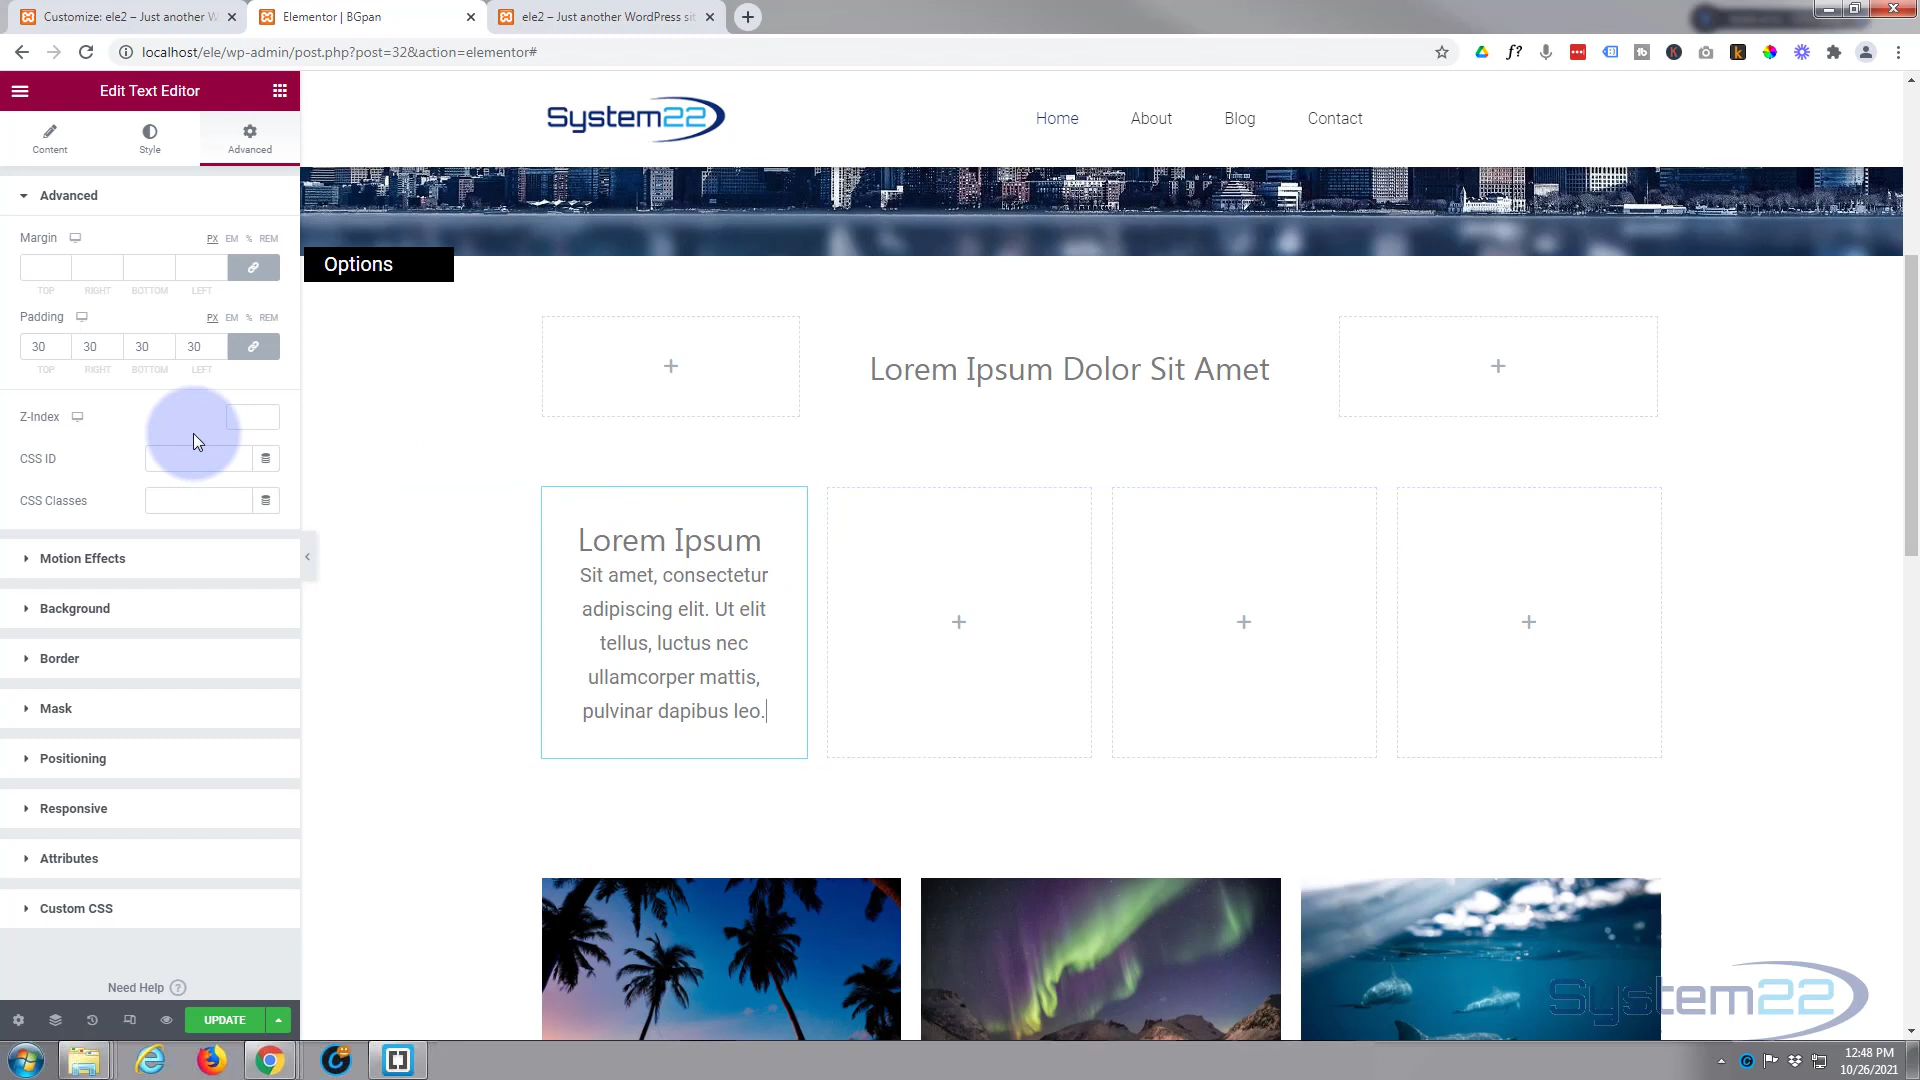 Customize: ele2 – Just another W
Elementor | BGpan
ele2 – Just another WordPress sit
localhost/ele/wp-admin/post.php?post=32&action=elementor#
Edit Text Editor
Content
Style
Advanced
Advanced
Margin
PX EM % REM
TOP RIGHT BOTTOM LEFT
Padding
PX EM % REM
30 30 30 30
TOP RIGHT BOTTOM LEFT
Z-Index
CSS ID
CSS Classes
Motion Effects
Background
Border
Mask
Positioning
Responsive
Attributes
Custom CSS
Need Help ?
UPDATE
System22
Home
About
Blog
Contact
Options
Lorem Ipsum Dolor Sit Amet
Lorem Ipsum
Sit amet, consectetur
adipiscing elit. Ut elit
tellus, luctus nec
ullamcorper mattis,
pulvinar dapibus leo.
System22
12:48 PM
10/26/2021